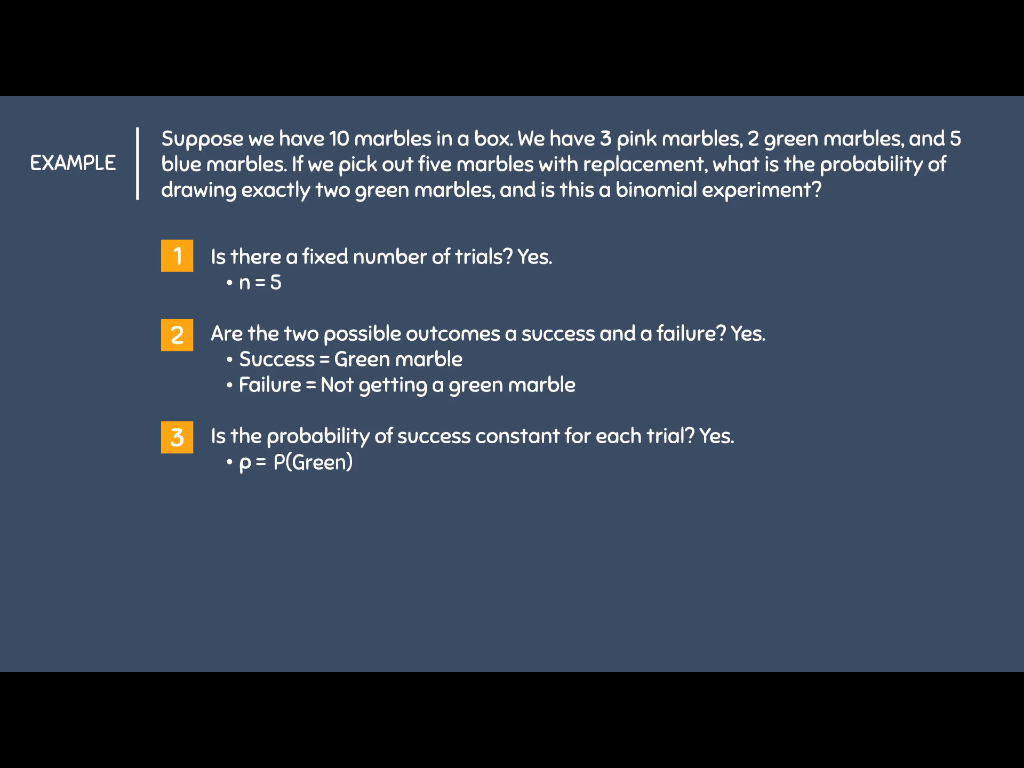 EXAMPLE
Suppose we have 10 marbles in a box. We have 3 pink marbles, 2 green marbles, and 5
blue marbles. If we pick out five marbles with replacement, what is the probability of
drawing exactly two green marbles, and is this a binomial experiment?
1 Is there a fixed number of trials? Yes.
• n = 5
2 Are the two possible outcomes a success and a failure? Yes.
• Success = Green marble
• Failure = Not getting a green marble
3 Is the probability of success constant for each trial? Yes.
• p = P(Green)